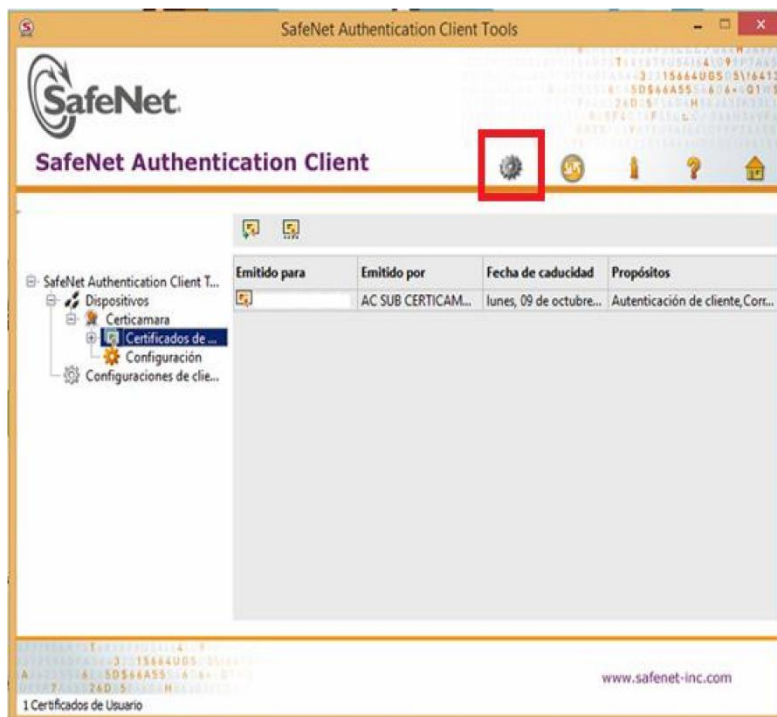 SafeNet Authentication Client Tools
SafeNet.
SafeNet Authentication Client
SafeNet Authentication Client T...
Dispositivos
Certicamara
Certificados de ...
Configuración
Configuraciones de clie...
Emitido para Emitido por Fecha de caducidad Propósitos
AC SUB CERTICAM... lunes, 09 de octubre... Autenticación de cliente,Corr...
www.safenet-inc.com
1 Certificados de Usuario